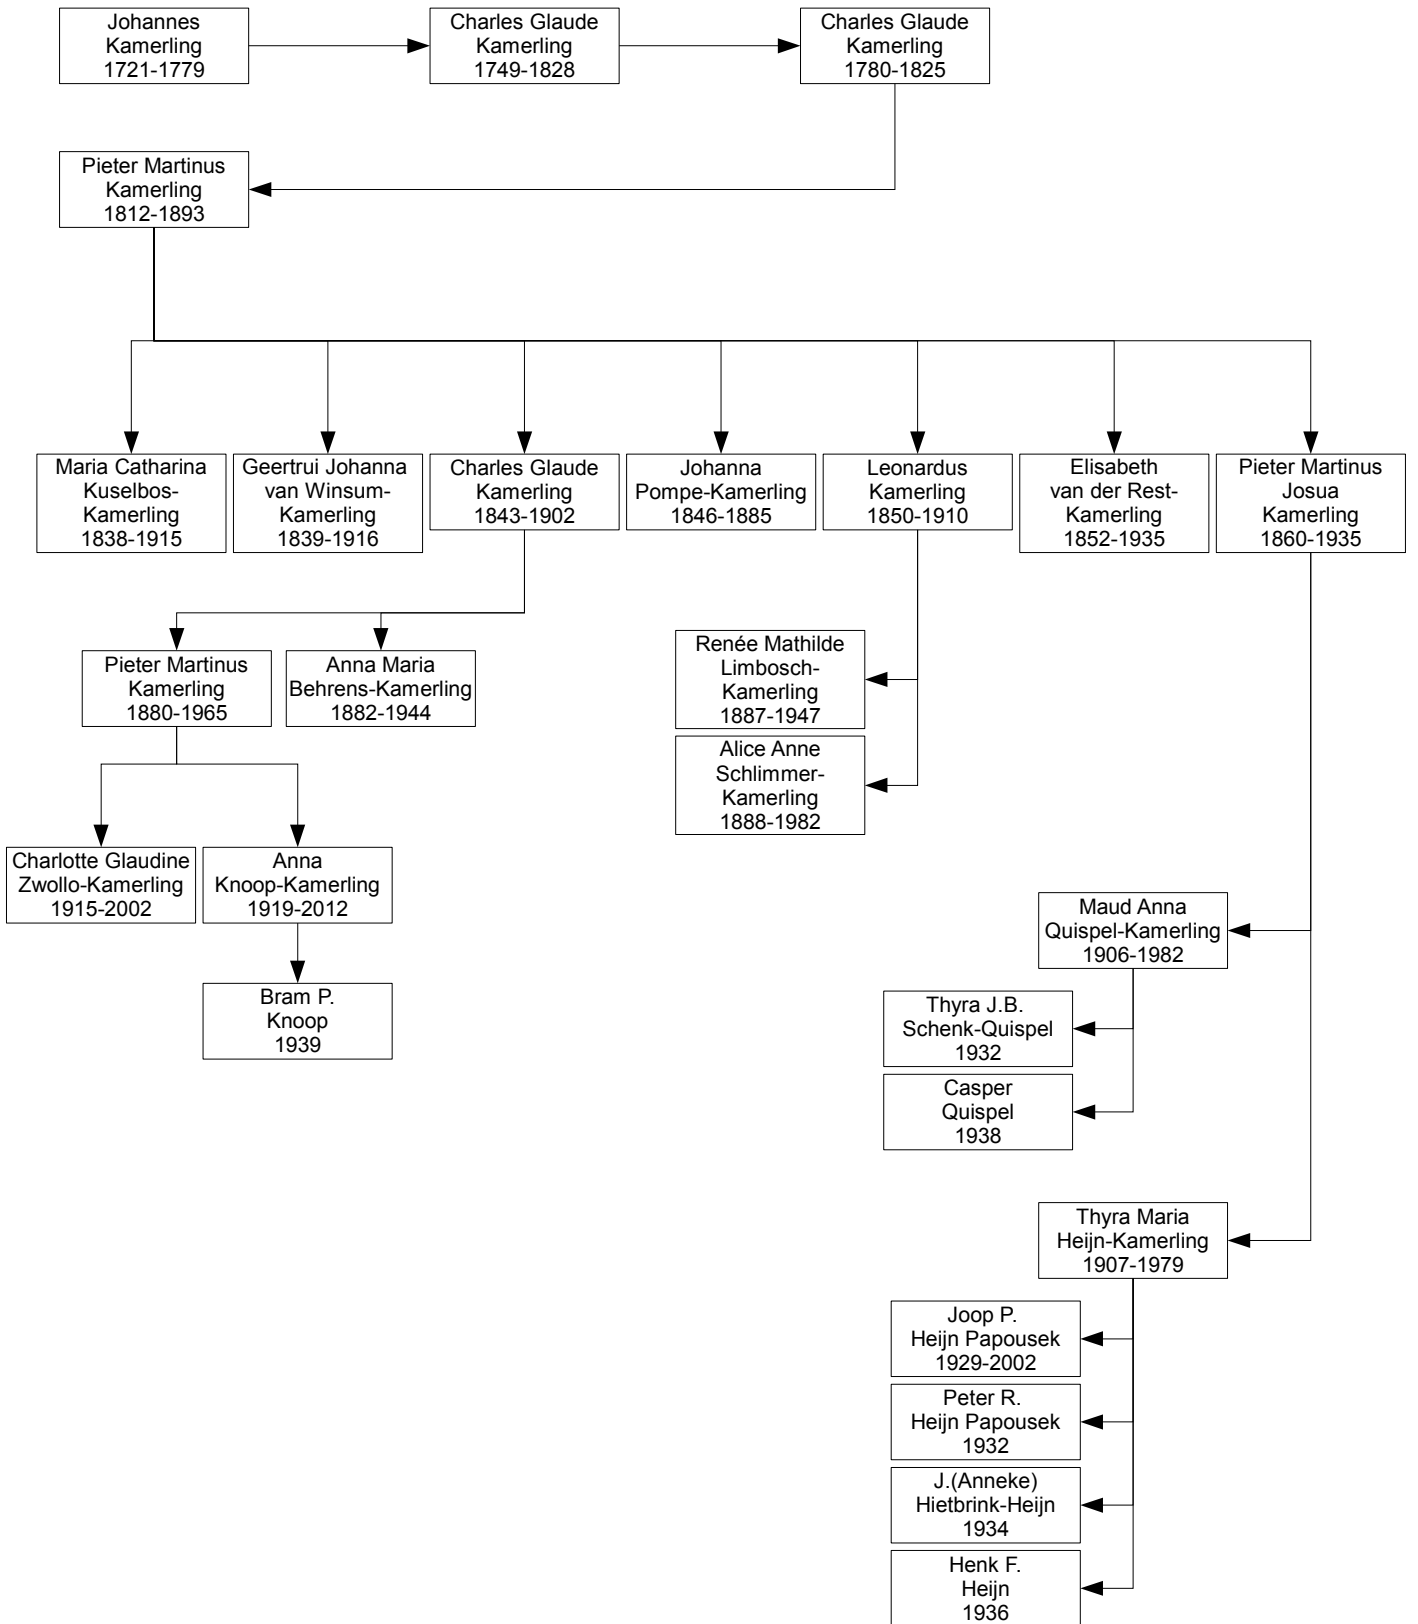 Johannes
Kamerling
1721-1779
Charles Glaude
Kamerling
1749-1828
Charles Glaude
Kamerling
1780-1825
Pieter Martinus
Kamerling
1812-1893
Maria Catharina
Kuselbos-
Kamerling
1838-1915
Geertrui Johanna
van Winsum-
Kamerling
1839-1916
Charles Glaude
Kamerling
1843-1902
Johanna
Pompe-Kamerling
1846-1885
Leonardus
Kamerling
1850-1910
Elisabeth
van der Rest-
Kamerling
1852-1935
Pieter Martinus
Josua
Kamerling
1860-1935
Pieter Martinus
Kamerling
1880-1965
Anna Maria
Behrens-Kamerling
1882-1944
Renée Mathilde
Limbosch-
Kamerling
1887-1947
Alice Anne
Schlimmer-
Kamerling
1888-1982
Charlotte Glaudine
Zwollo-Kamerling
1915-2002
Anna
Knoop-Kamerling
1919-2012
Bram P.
Knoop
1939
Maud Anna
Quispel-Kamerling
1906-1982
Thyra J.B.
Schenk-Quispel
1932
Casper
Quispel
1938
Thyra Maria
Heijn-Kamerling
1907-1979
Joop P.
Heijn Papousek
1929-2002
Peter R.
Heijn Papousek
1932
J.(Anneke)
Hietbrink-Heijn
1934
Henk F.
Heijn
1936